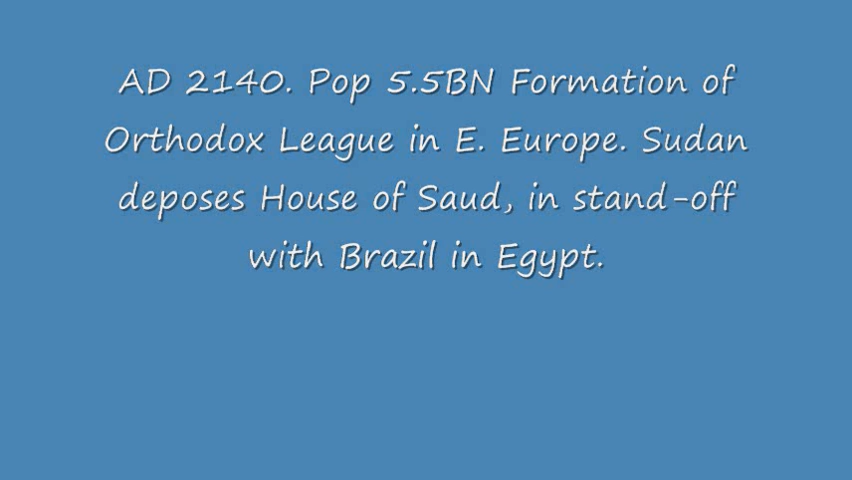 AD 2140. Pop 5.5BN Formation of
Orthodox League in E. Europe. Sudan
deposes House of Saud, in stand-off
with Brazil in Egypt.